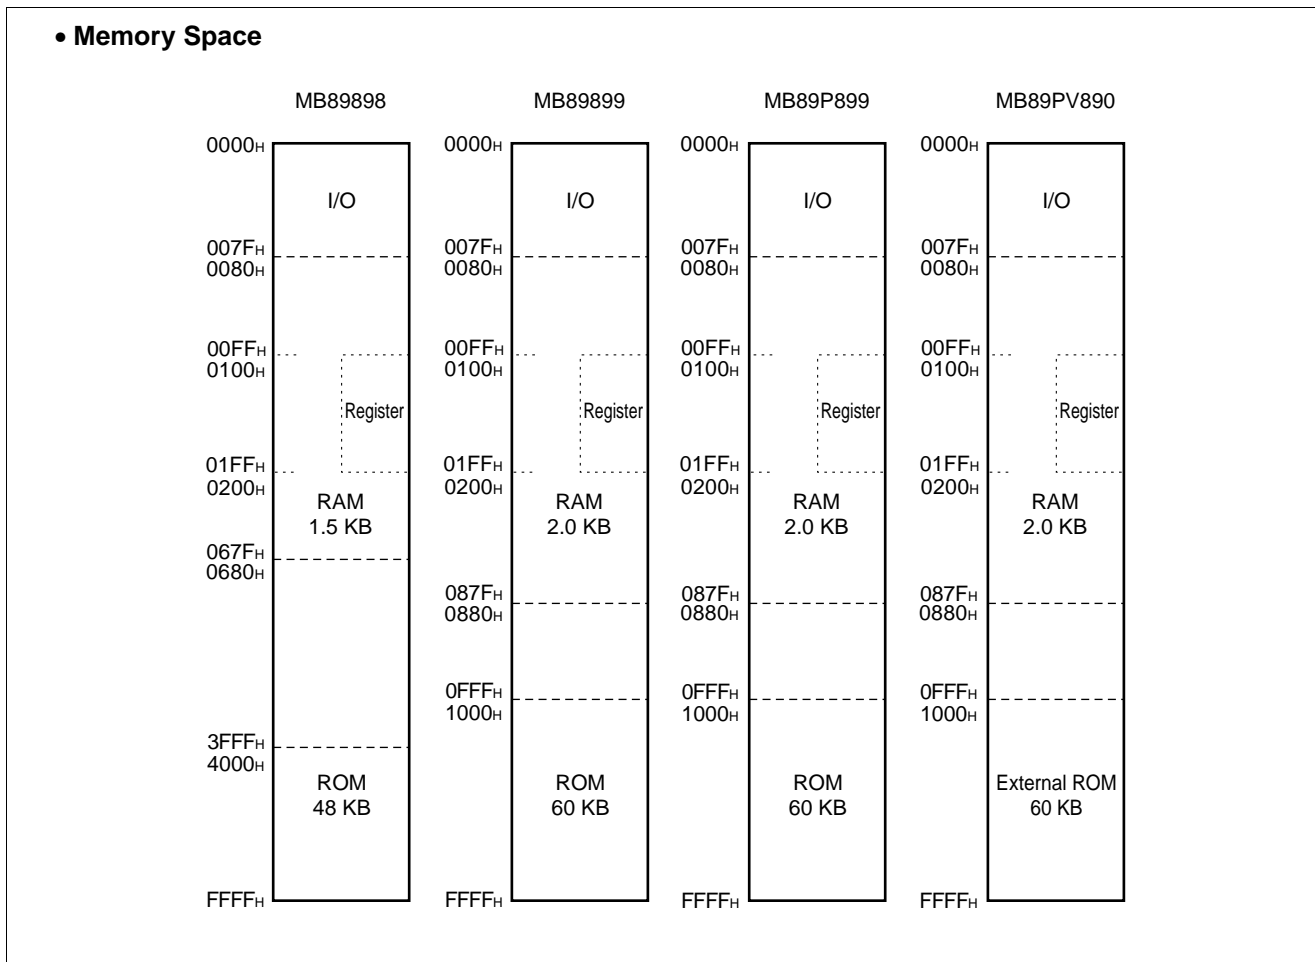 • Memory Space
MB89898
0000H
I/O
007FH
0080H
00FFH
0100H
Register
01FFH
0200H
RAM
1.5 KB
067FH
0680H
3FFFH
4000H
ROM
48 KB
FFFFH
MB89899
0000H
I/O
007FH
0080H
00FFH
0100H
Register
01FFH
0200H
RAM
2.0 KB
087FH
0880H
0FFFH
1000H
ROM
60 KB
FFFFH
MB89P899
0000H
I/O
007FH
0080H
00FFH
0100H
Register
01FFH
0200H
RAM
2.0 KB
087FH
0880H
0FFFH
1000H
ROM
60 KB
FFFFH
MB89PV890
0000H
I/O
007FH
0080H
00FFH
0100H
Register
01FFH
0200H
RAM
2.0 KB
087FH
0880H
0FFFH
1000H
External ROM
60 KB
FFFFH